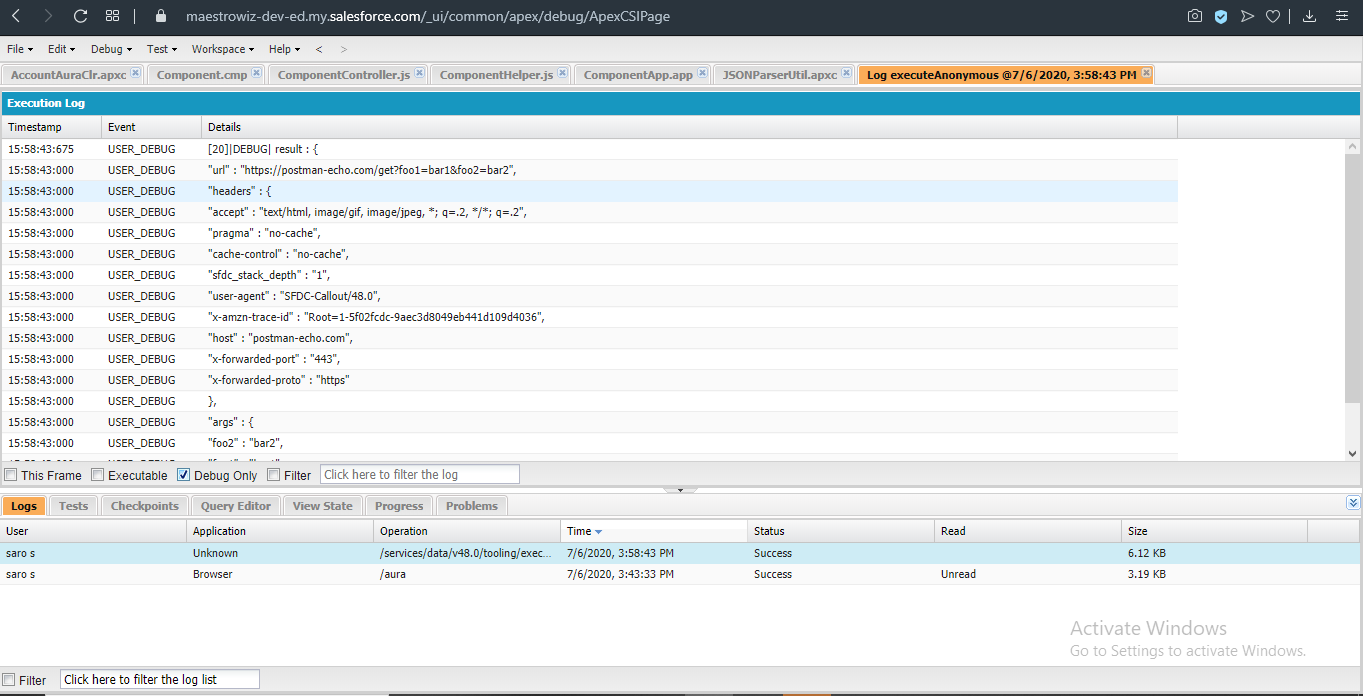 maestrowiz-dev-ed.my.salesforce.com/_ui/common/apex/debug/ApexCSIPage
File Edit Debug Test Workspace Help < >
AccountAuraClr.apxc Component.cmp ComponentController.js ComponentHelper.js ComponentApp.app JSONParserUtil.apxc Log executeAnonymous @7/6/2020, 3:58:43 PM
Execution Log
Timestamp Event Details
15:58:43:675 USER_DEBUG [20]|DEBUG| result : {
15:58:43:000 USER_DEBUG "url" : "https://postman-echo.com/get?foo1=bar1&foo2=bar2",
15:58:43:000 USER_DEBUG "headers" : {
15:58:43:000 USER_DEBUG "accept" : "text/html, image/gif, image/jpeg, *; q=.2, */*; q=.2",
15:58:43:000 USER_DEBUG "pragma" : "no-cache",
15:58:43:000 USER_DEBUG "cache-control" : "no-cache",
15:58:43:000 USER_DEBUG "sfdc_stack_depth" : "1",
15:58:43:000 USER_DEBUG "user-agent" : "SFDC-Callout/48.0",
15:58:43:000 USER_DEBUG "x-amzn-trace-id" : "Root=1-5f02fcdc-9aec3d8049eb441d109d4036",
15:58:43:000 USER_DEBUG "host" : "postman-echo.com",
15:58:43:000 USER_DEBUG "x-forwarded-port" : "443",
15:58:43:000 USER_DEBUG "x-forwarded-proto" : "https"
15:58:43:000 USER_DEBUG },
15:58:43:000 USER_DEBUG "args" : {
15:58:43:000 USER_DEBUG "foo2" : "bar2",
This Frame Executable Debug Only Filter Click here to filter the log
Logs Tests Checkpoints Query Editor View State Progress Problems
User Application Operation Time Status Read Size
saro s Unknown /services/data/v48.0/tooling/exec... 7/6/2020, 3:58:43 PM Success 6.12 KB
saro s Browser /aura 7/6/2020, 3:43:33 PM Success Unread 3.19 KB
Activate Windows
Go to Settings to activate Windows.
Filter Click here to filter the log list